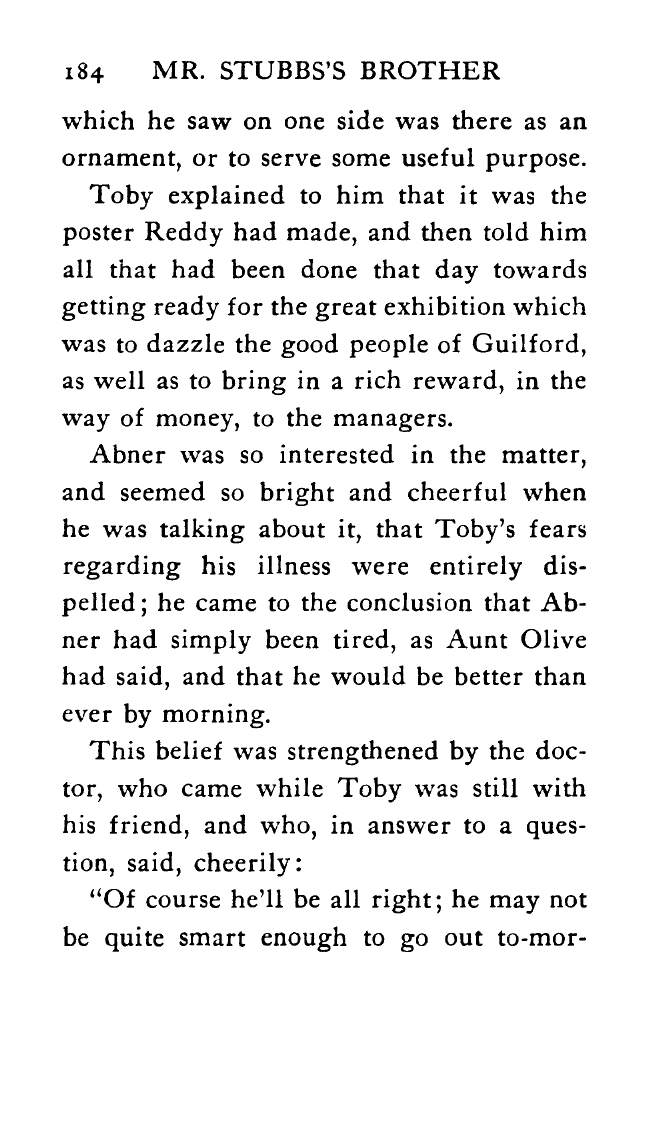 184 MR. STUBBS'S BROTHER
which he saw on one side was there as an
ornament, or to serve some useful purpose.
Toby explained to him that it was the
poster Reddy had made, and then told him
all that had been done that day towards
getting ready for the great exhibition which
was to dazzle the good people of Guilford,
as well as to bring in a rich reward, in the
way of money, to the managers.
Abner was so interested in the matter,
and seemed so bright and cheerful when
he was talking about it, that Toby's fears
regarding his illness were entirely dis-
pelled; he came to the conclusion that Ab-
ner had simply been tired, as Aunt Olive
had said, and that he would be better than
ever by morning.
This belief was strengthened by the doc-
tor, who came while Toby was still with
his friend, and who, in answer to a ques-
tion, said, cheerily:
"Of course he'll be all right; he may not
be quite smart enough to go out to-mor-